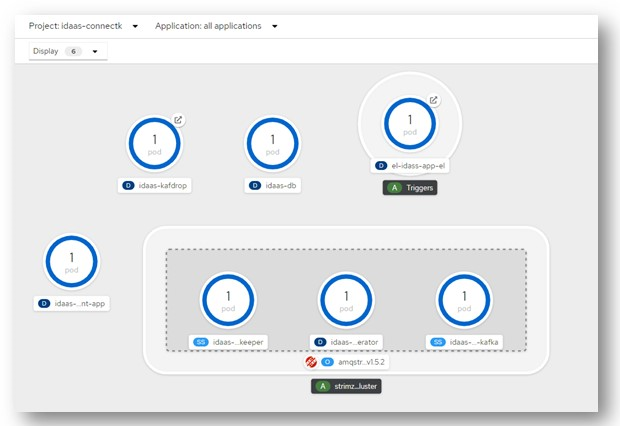 Project: idaas-connectk Application: all applications
Display 6
1
pod
D idaas-kafdrop
1
pod
D idaas-db
1
pod
D el-idass-app-el
A Triggers
1
pod
D idaas-...nt-app
1
pod
SS idaas-...keeper
1
pod
D idaas-...erator
1
pod
SS idaas-...-kafka
O amqstr...v1.5.2
A strimz...luster